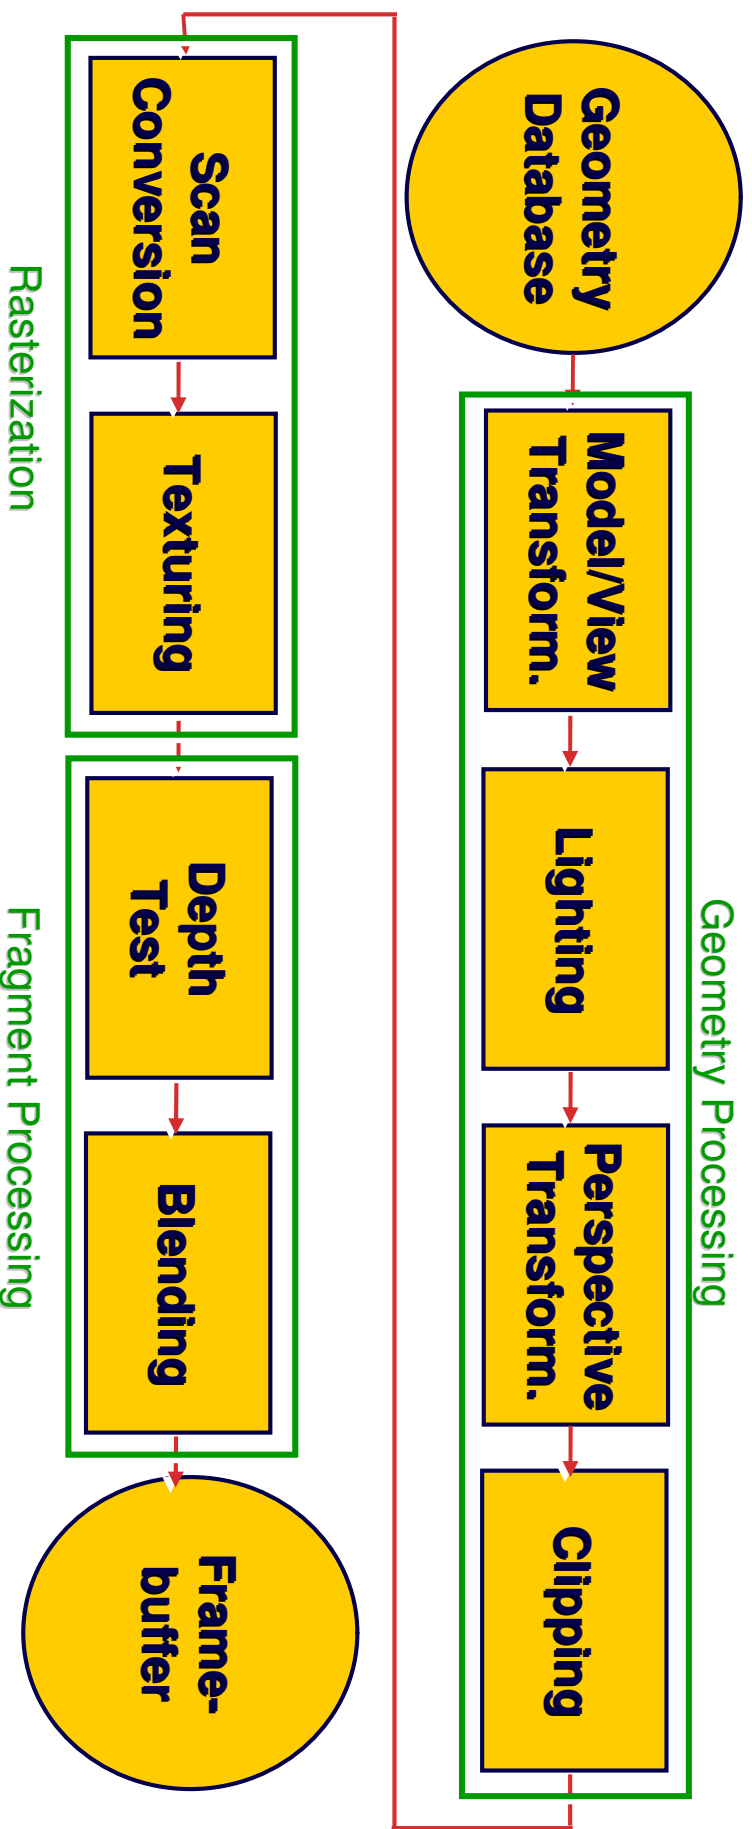 Geometry
Database
Model/View
Transform.
Lighting
Perspective
Transform.
Clipping
Geometry Processing
Scan
Conversion
Texturing
Depth
Test
Blending
Frame-
buffer
Rasterization
Fragment Processing